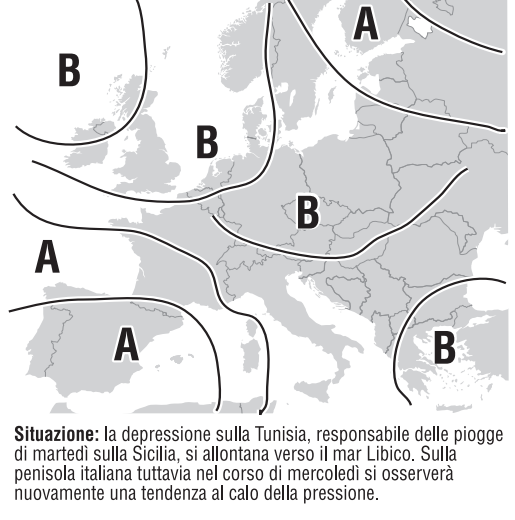 A
B
B
B
A
A
B
Situazione: la depressione sulla Tunisia, responsabile delle piogge
di martedì sulla Sicilia, si allontana verso il mar Libico. Sulla
penisola italiana tuttavia nel corso di mercoledì si osserverà
nuovamente una tendenza al calo della pressione.